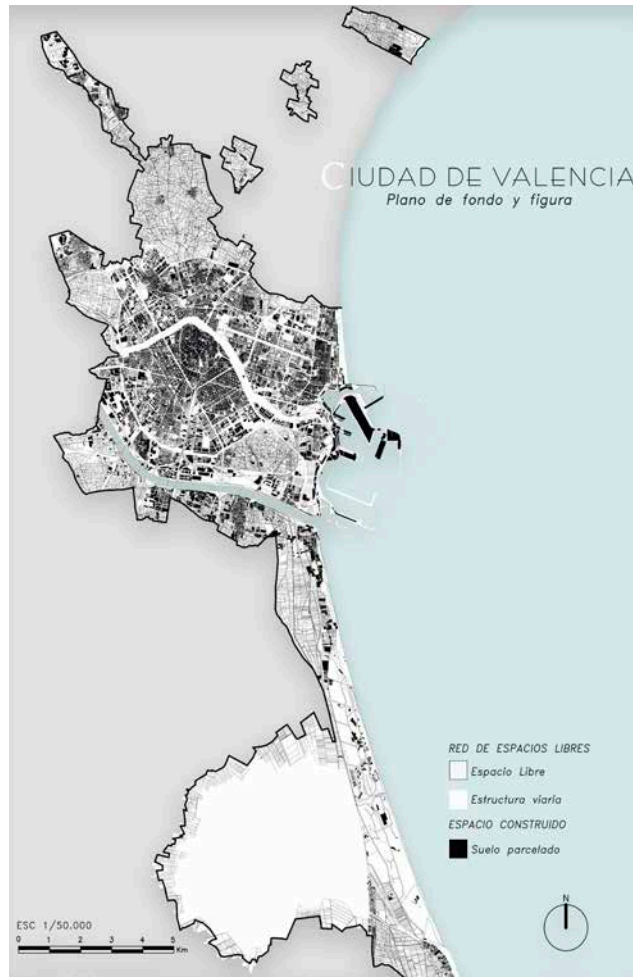 CIUDAD DE VALENCIA
Plano de fondo y figura
RED DE ESPACIOS LIBRES
Espacio Libre
Estructura viaria
ESPACIO CONSTRUIDO
Suelo parcelado
ESC 1/50.000
0 1 2 3 4 5
Km
N